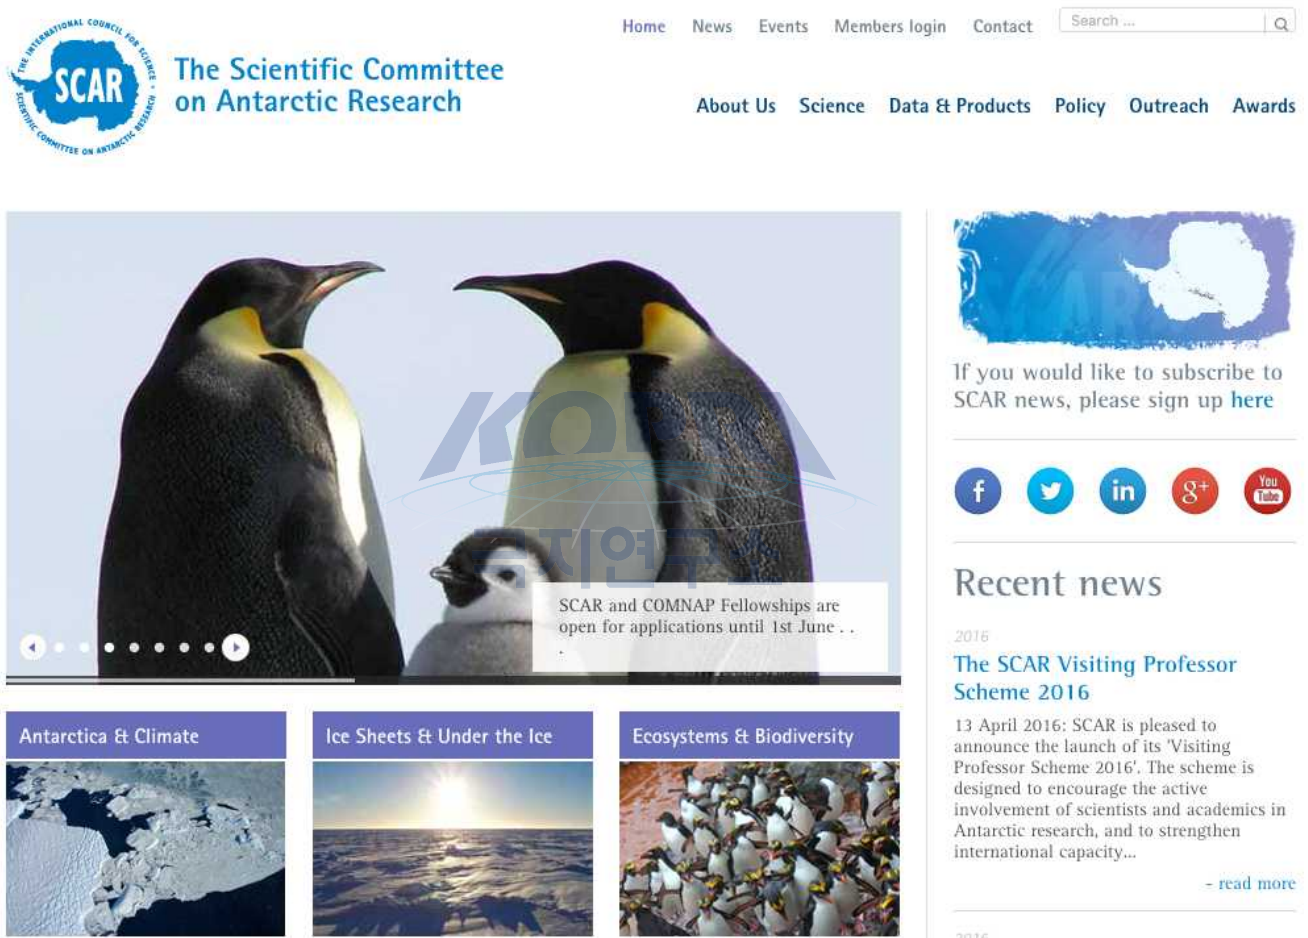 Home News Events Members login Contact Search ...
THE INTERNATIONAL COUNCIL FOR SCIENCE
SCAR
SCIENTIFIC COMMITTEE ON ANTARCTIC RESEARCH
The Scientific Committee
on Antarctic Research
About Us Science Data & Products Policy Outreach Awards
SCAR
If you would like to subscribe to
SCAR news, please sign up here
KOPRI
극지연구소
f in g+ You Tube
SCAR and COMNAP Fellowships are
open for applications until 1st June . .
.
Recent news
2016
The SCAR Visiting Professor
Scheme 2016
13 April 2016: SCAR is pleased to
announce the launch of its 'Visiting
Professor Scheme 2016'. The scheme is
designed to encourage the active
involvement of scientists and academics in
Antarctic research, and to strengthen
international capacity...
- read more
Antarctica & Climate
Ice Sheets & Under the Ice
Ecosystems & Biodiversity
2016